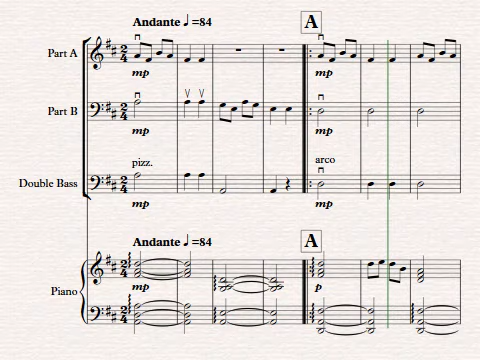 Andante ♩=84
A
Part A
mp
mp
Part B
mp
mp
pizz.
arco
Double Bass
mp
mp
Andante ♩=84
A
Piano
mp
p